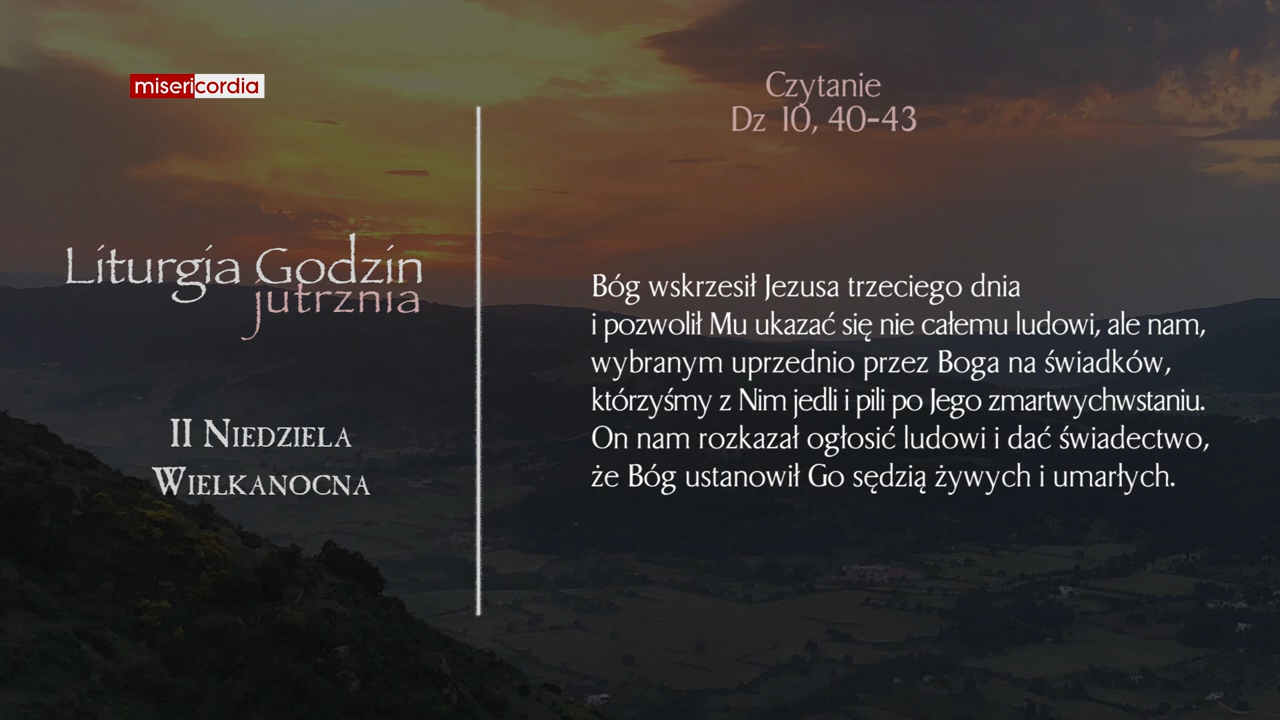 misericordia
Liturgia Godzin
jutrznia
II Niedziela
Wielkanocna
Czytanie
Dz 10, 40-43
Bóg wskrzesił Jezusa trzeciego dnia
i pozwolił Mu ukazać się nie całemu ludowi, ale nam,
wybranym uprzednio przez Boga na świadków,
którzyśmy z Nim jedli i pili po Jego zmartwychwstaniu.
On nam rozkazał ogłosić ludowi i dać świadectwo,
że Bóg ustanowił Go sędzią żywych i umarłych.